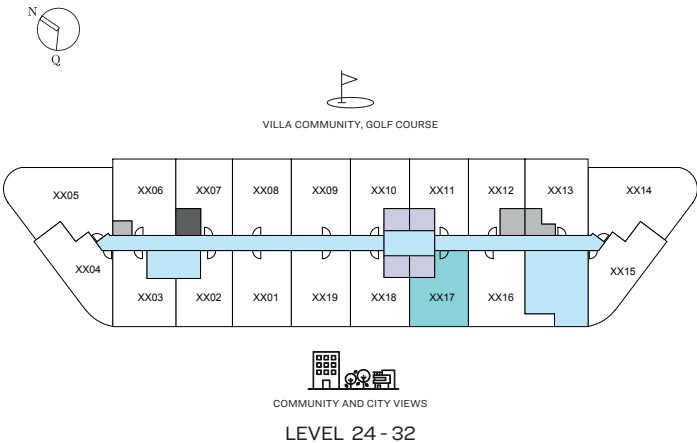 N
Q
VILLA COMMUNITY, GOLF COURSE
XX05
XX06
XX07
XX08
XX09
XX10
XX11
XX12
XX13
XX14
XX04
XX03
XX02
XX01
XX19
XX18
XX17
XX16
XX15
COMMUNITY AND CITY VIEWS
LEVEL 24 - 32